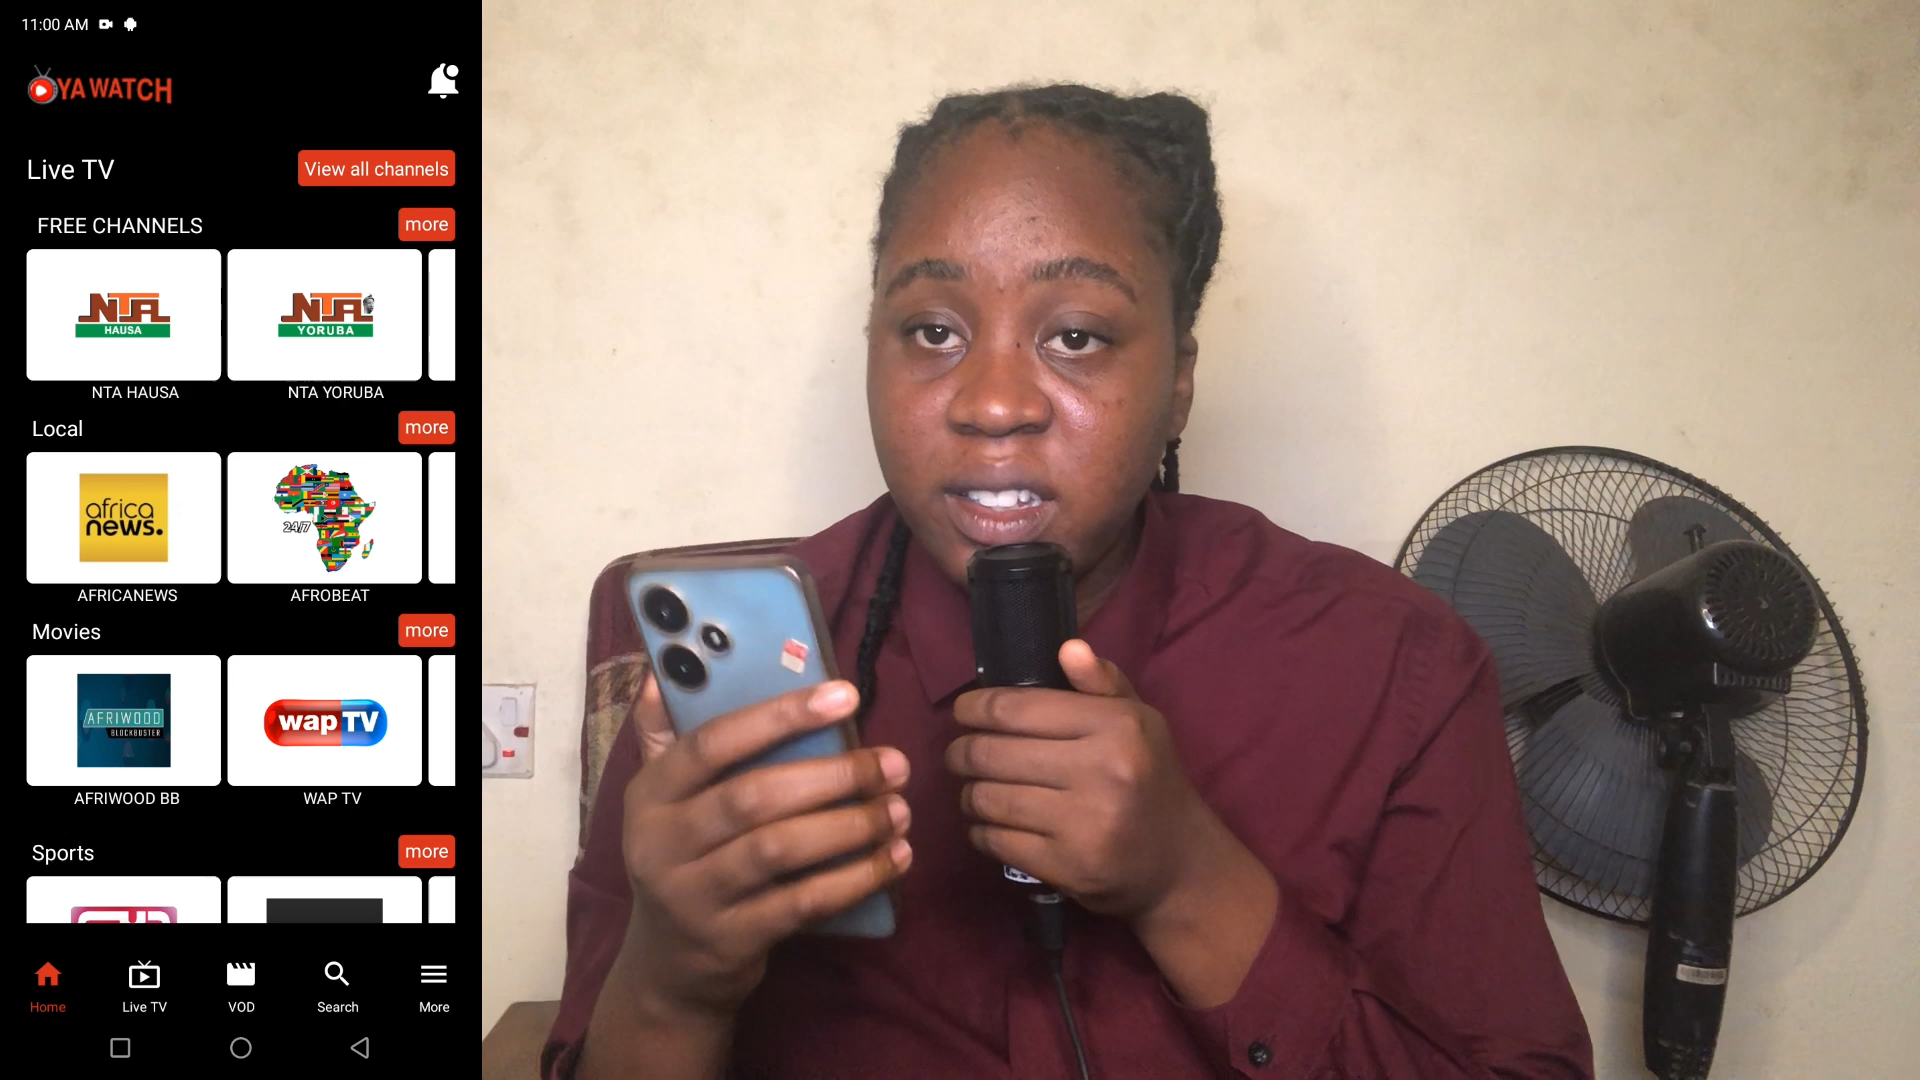 11:00 AM
OYA WATCH
Live TV
View all channels
FREE CHANNELS
more
NTA
HAUSA
NTA
YORUBA
NTA HAUSA
NTA YORUBA
Local
more
africa
news.
24/7
AFRICANEWS
AFROBEAT
Movies
more
AFRIWOOD
BLOCKBUSTER
wap TV
AFRIWOOD BB
WAP TV
Sports
more
Home
Live TV
VOD
Search
More